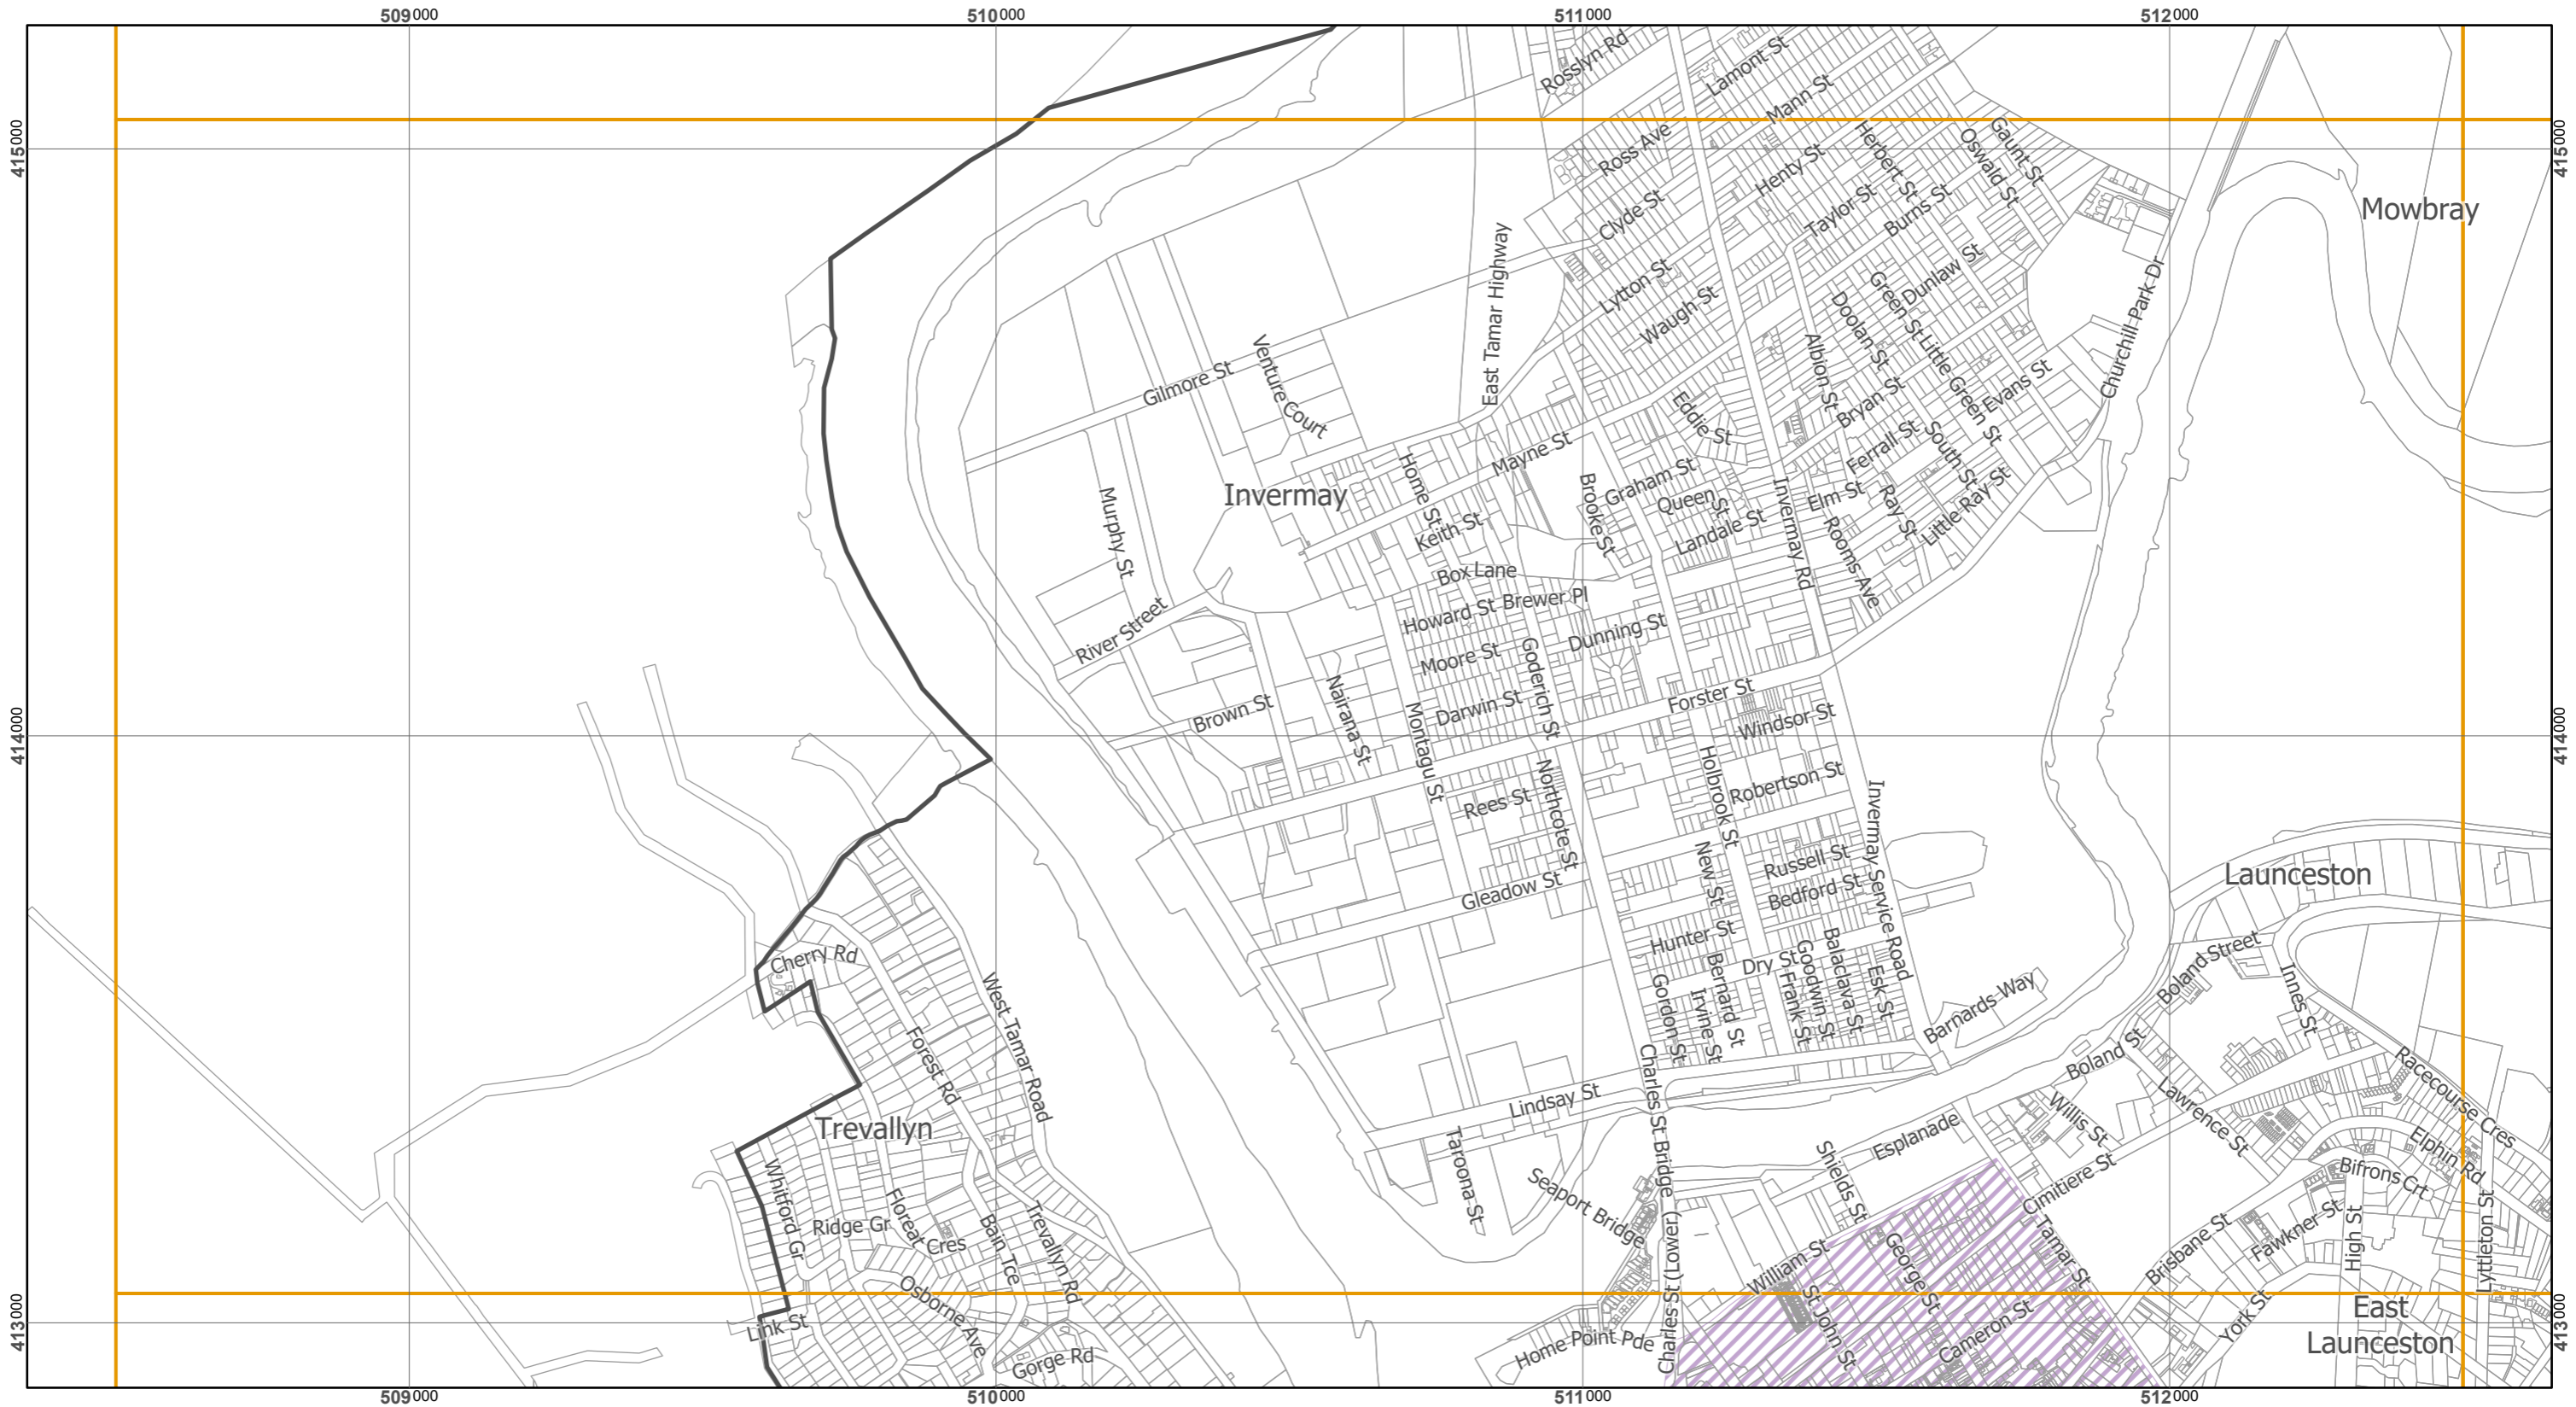 509000
510000
511000
512000
415000
415000
Rosslyn Rd
Lamont St
Mann St
Ross Ave
Henty St
Herbert St
Oswald St
Gaunt St
Clyde St
Taylor St
Burns St
Mowbray
East Tamar Highway
Lytton St
Waugh St
Green St
Dunlaw St
Doolan St
Churchill Park Dr
Gilmore St
Venture Court
Albion St
Little Green St
Evans St
Bryan St
Eddie St
Mayne St
Ferrall St
South St
Home St
Invermay
Brooke St
Graham St
Queen St
Landale St
Invermay Rd
Elm St
Ray St
Little Ray St
Murphy St
Keith St
Rooms Ave
Box Lane
Howard St
Brewer Pl
River Street
Dunning St
Moore St
Goderich St
Nairana St
Forster St
Brown St
Darwin St
Montagu St
Windsor St
414000
414000
Holbrook St
Northcote St
Rees St
Robertson St
Invermay Service Road
New St
Russell St
Gleadow St
Bedford St
Launceston
Hunter St
Balaclava St
Goodwin St
Cherry Rd
Dry St
Boland Street
Bernard St
Esk St
Innes St
West Tamar Road
Gordon St
Irvine St
Frank St
Barnards Way
Forest Rd
Boland St
Racecourse Cres
Charles St Bridge
Lindsay St
Lawrence St
Willis St
Trevallyn
Esplanade
Elphin Rd
Taroona St
Shields St
Bifrons Crt
Whitford Gr
Seaport Bridge
Cimitiere St
Floreat Cres
Ridge Gr
Bain Tce
Trevallyn Rd
Tamar St
Brisbane St
Fawkner St
High St
Lyttleton St
William St
George St
Charles St (Lower)
Osborne Ave
St John St
York St
East
Launceston
Link St
Cameron St
Gorge Rd
Home Point Pde
413000
413000
509000
510000
511000
512000